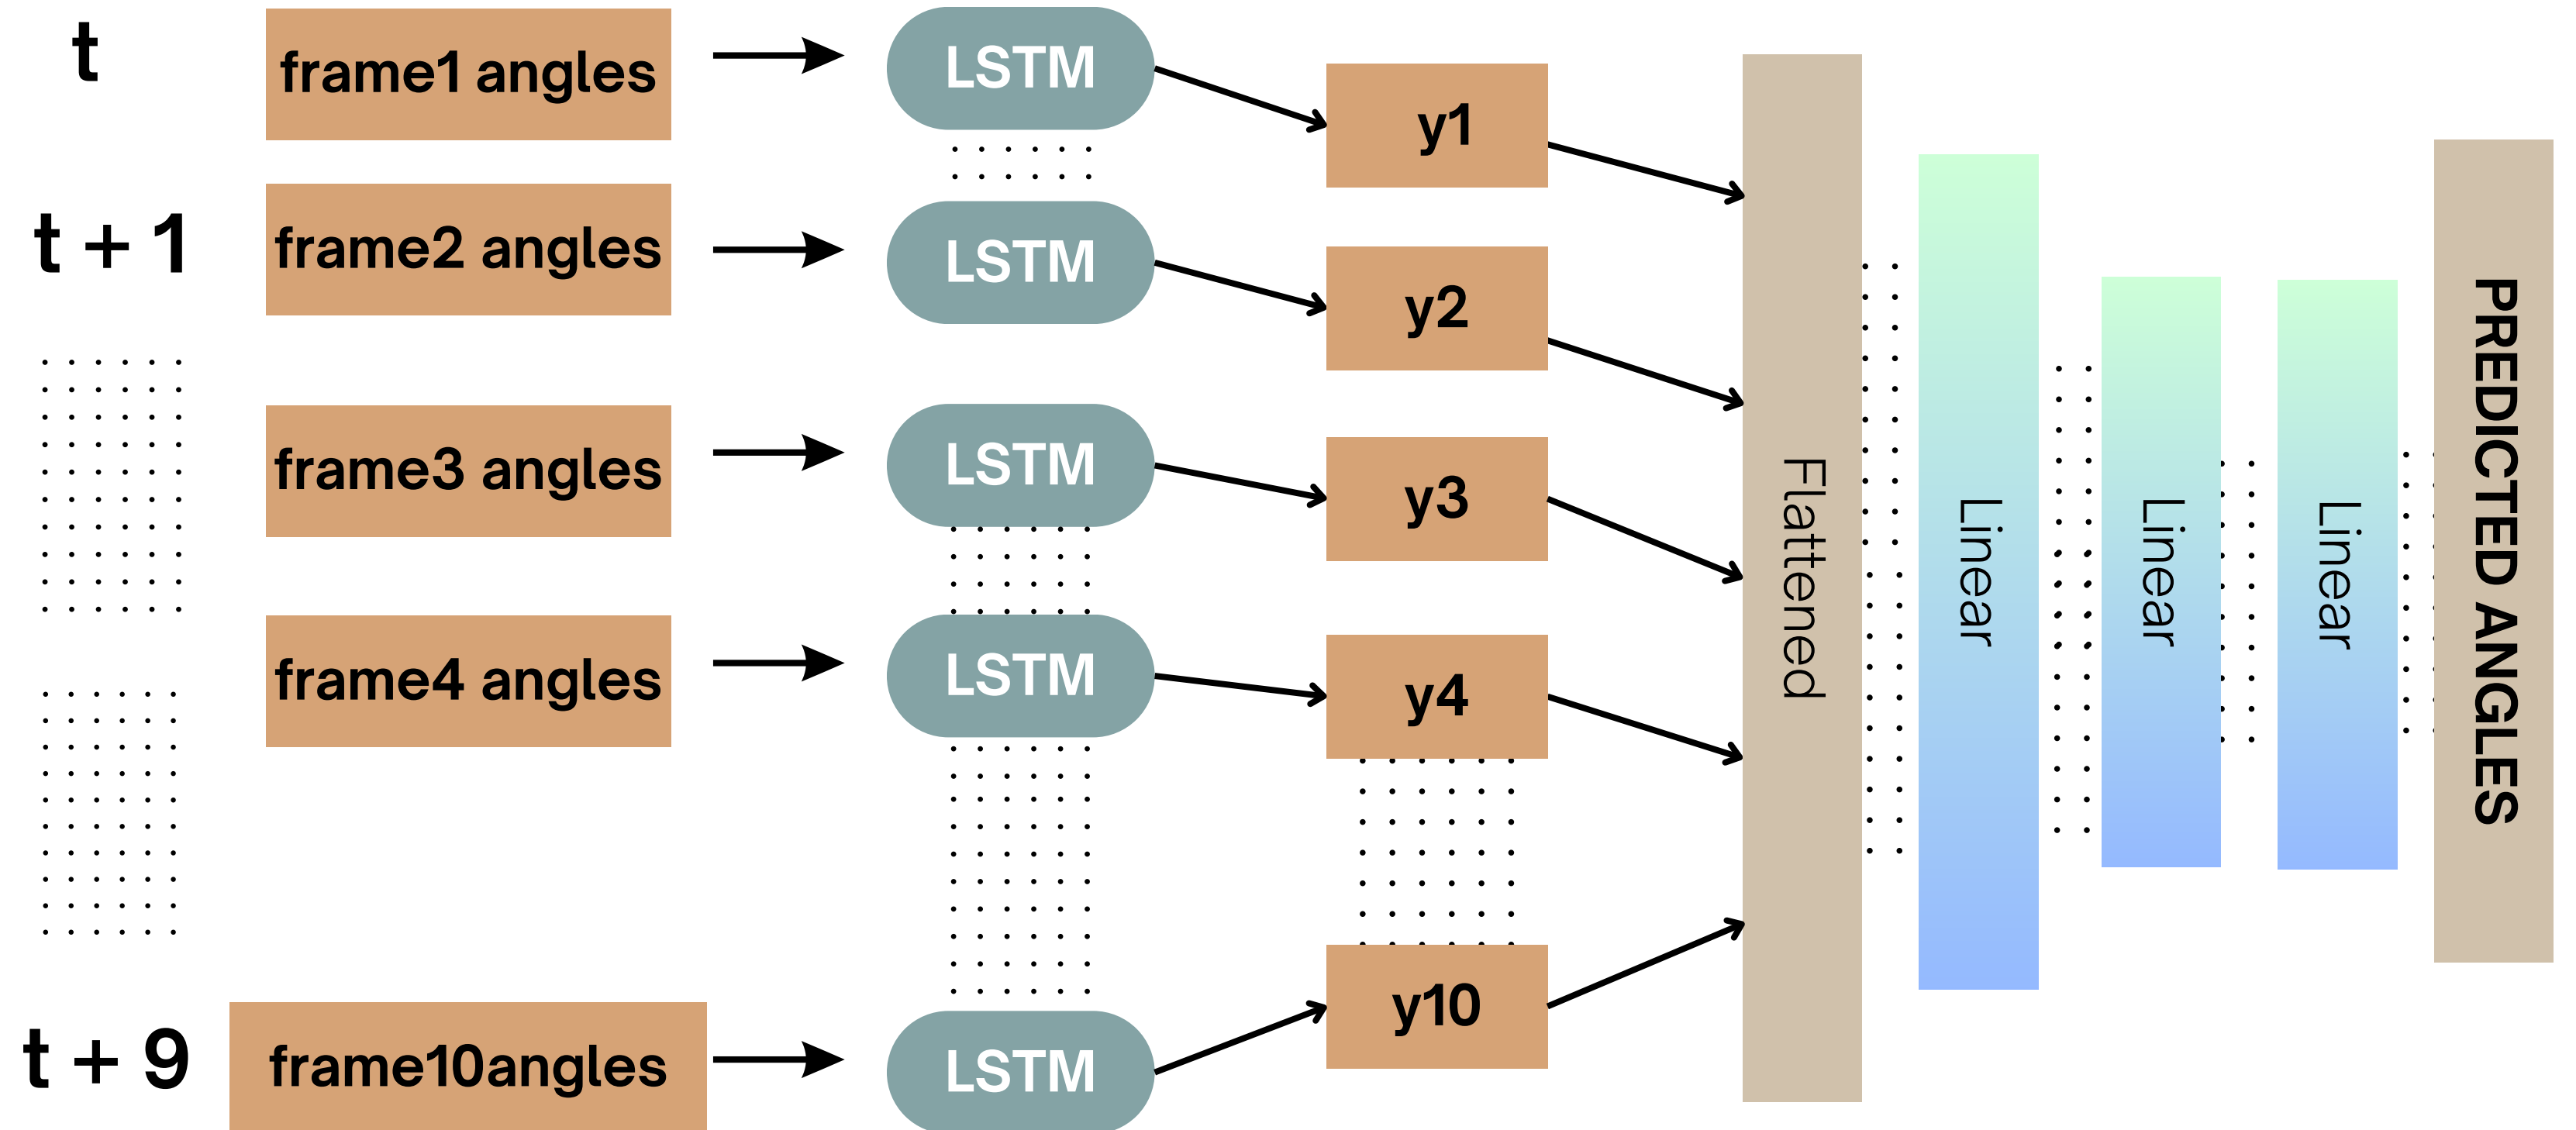 t
frame1 angles
LSTM
y1
t + 1
frame2 angles
LSTM
y2
frame3 angles
LSTM
y3
frame4 angles
LSTM
y4
t + 9
frame10angles
LSTM
y10
Flattened
Linear
Linear
Linear
PREDICTED ANGLES